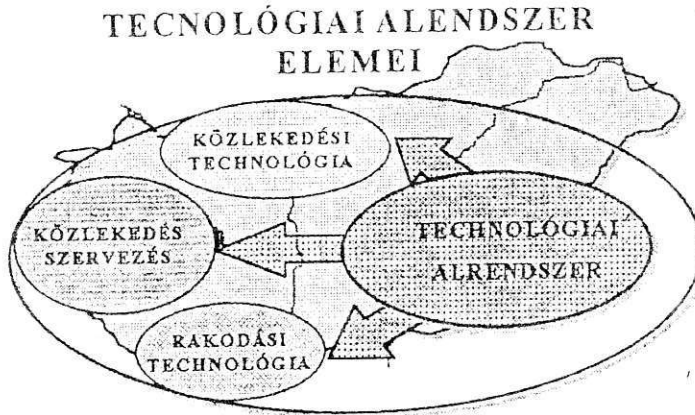 TECNOLÓGIAI ALENDSZER
ELEMEI
KÖZLEKEDÉSI
TECHNOLÓGIA
KÖZLEKEDÉS
SZERVEZÉS
TECHNOLÓGIAI
ALRENDSZER
RAKODÁSI
TECHNOLÓGIA